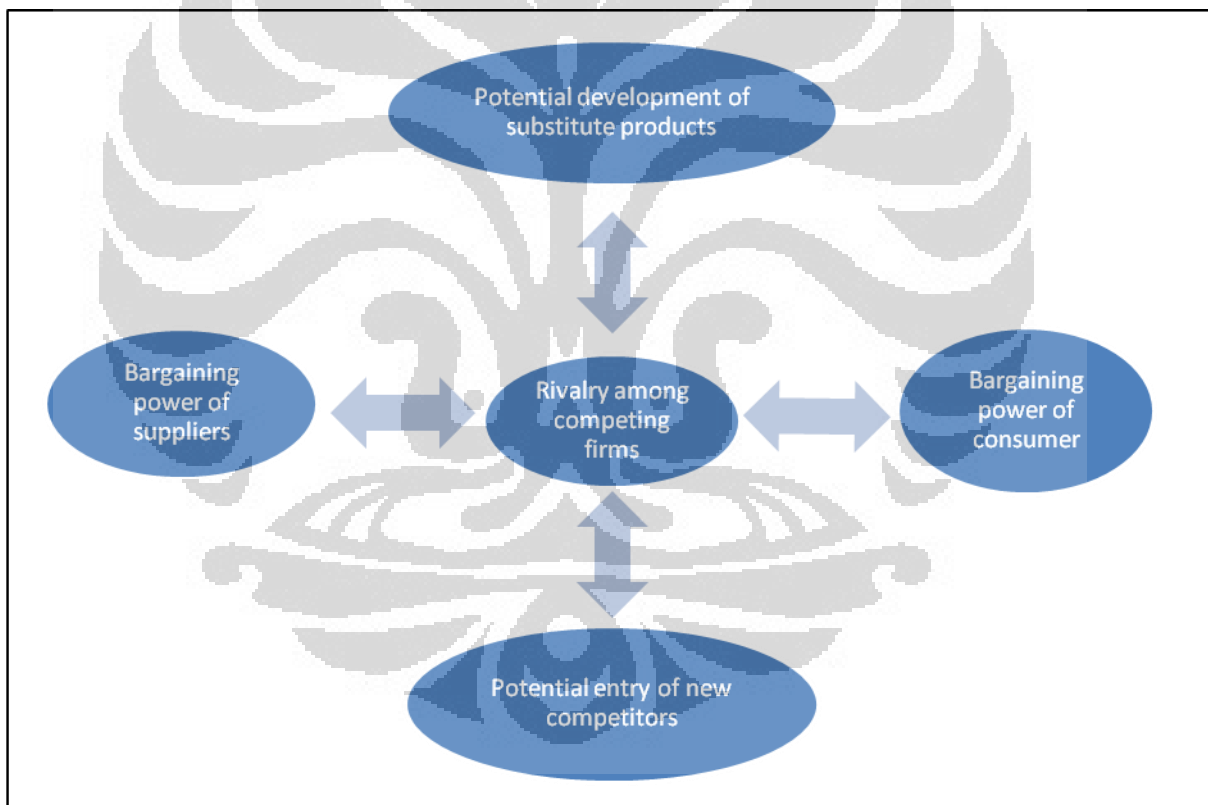 Potential development of
substitute products
Bargaining
power of
suppliers
Rivalry among
competing
firms
Bargaining
power of
consumer
Potential entry of new
competitors